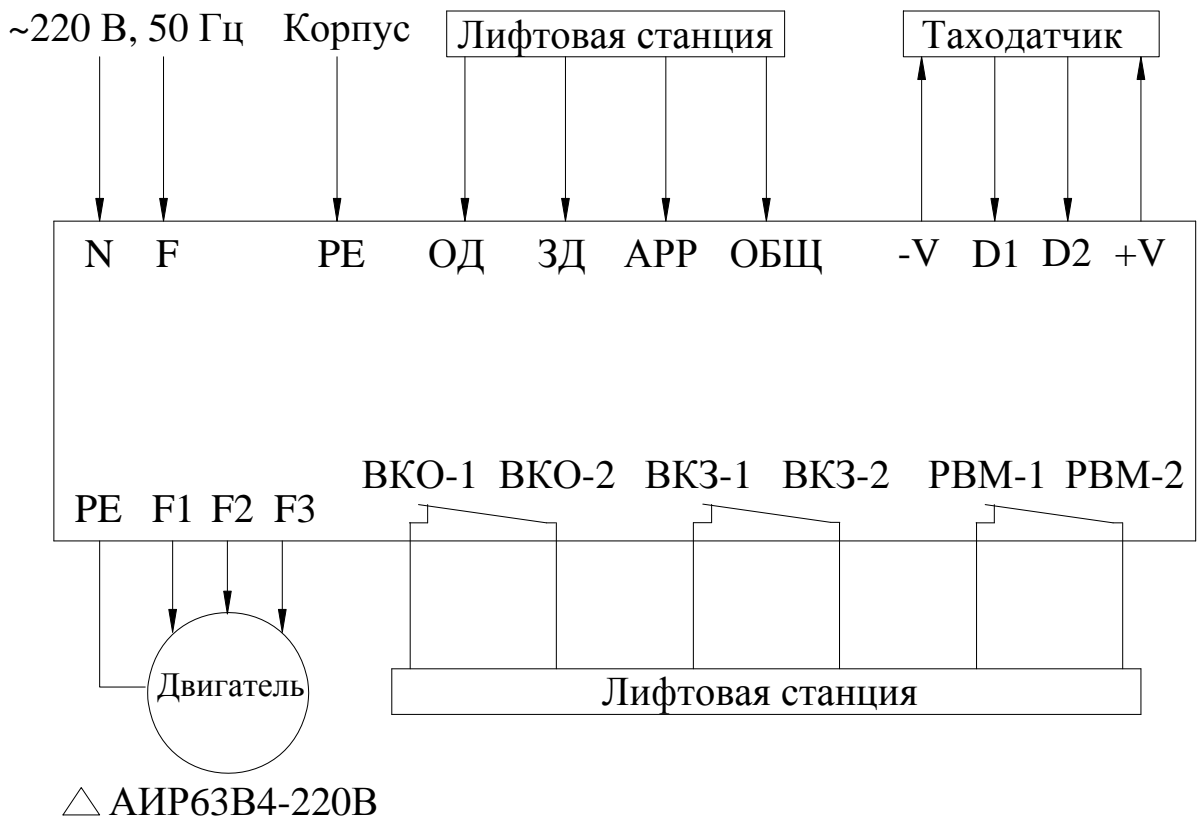 ~220 В, 50 Гц Корпус Лифтовая станция Таходатчик
N F PE ОД ЗД АРР ОБЩ -V D1 D2 +V
ВКО-1 ВКО-2 ВКЗ-1 ВКЗ-2 РВМ-1 РВМ-2
PE F1 F2 F3
Двигатель Лифтовая станция
АИР63В4-220В